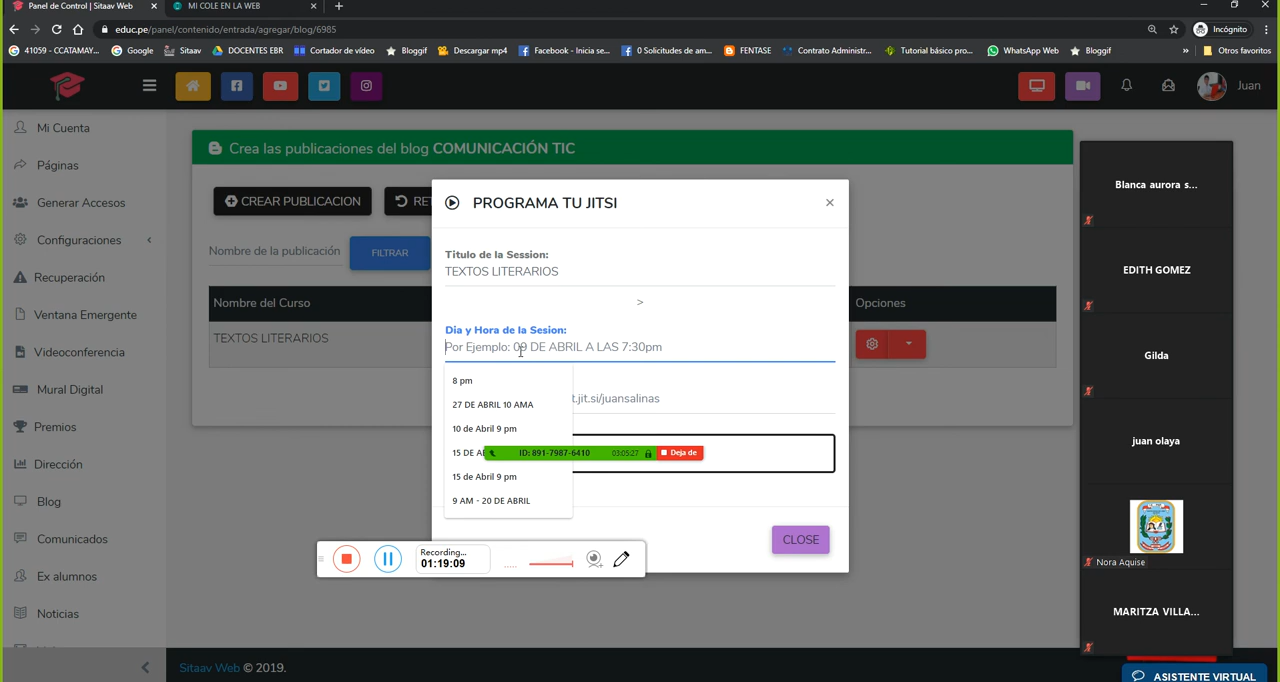 Panel de Control | Sitaav Web
MI COLE EN LA WEB
educ.pe/panel/contenido/entrada/agregar/blog/6985
Incógnito
41059 - CCATAMAY...
Google
Sitaav
DOCENTES EBR
Cortador de vídeo
Bloggif
Descargar mp4
Facebook - Inicia se...
0 Solicitudes de am...
FENTASE
Contrato Administr...
Tutorial básico pro...
WhatsApp Web
Bloggif
»
Otros favoritos
Juan
Mi Cuenta
Páginas
Generar Accesos
Configuraciones
Recuperación
Ventana Emergente
Videoconferencia
Mural Digital
Premios
Dirección
Blog
Comunicados
Ex alumnos
Noticias
Crea las publicaciones del blog COMUNICACIÓN TIC
CREAR PUBLICACION
RET
Nombre de la publicación
FILTRAR
Nombre del Curso
Opciones
TEXTOS LITERARIOS
PROGRAMA TU JITSI
×
Titulo de la Session:
TEXTOS LITERARIOS
>
Dia y Hora de la Sesion:
Por Ejemplo: 09 DE ABRIL A LAS 7:30pm
8 pm
27 DE ABRIL 10 AMA
10 de Abril 9 pm
15 DE AB
15 de Abril 9 pm
9 AM - 20 DE ABRIL
t.jit.si/juansalinas
ID: 891-7987-6410
03:05:27
Deja de
CLOSE
Recording...
01:19:09
Blanca aurora s...
EDITH GOMEZ
Gilda
juan olaya
Nora Aquise
MARITZA VILLA...
Sitaav Web © 2019.
ASISTENTE VIRTUAL